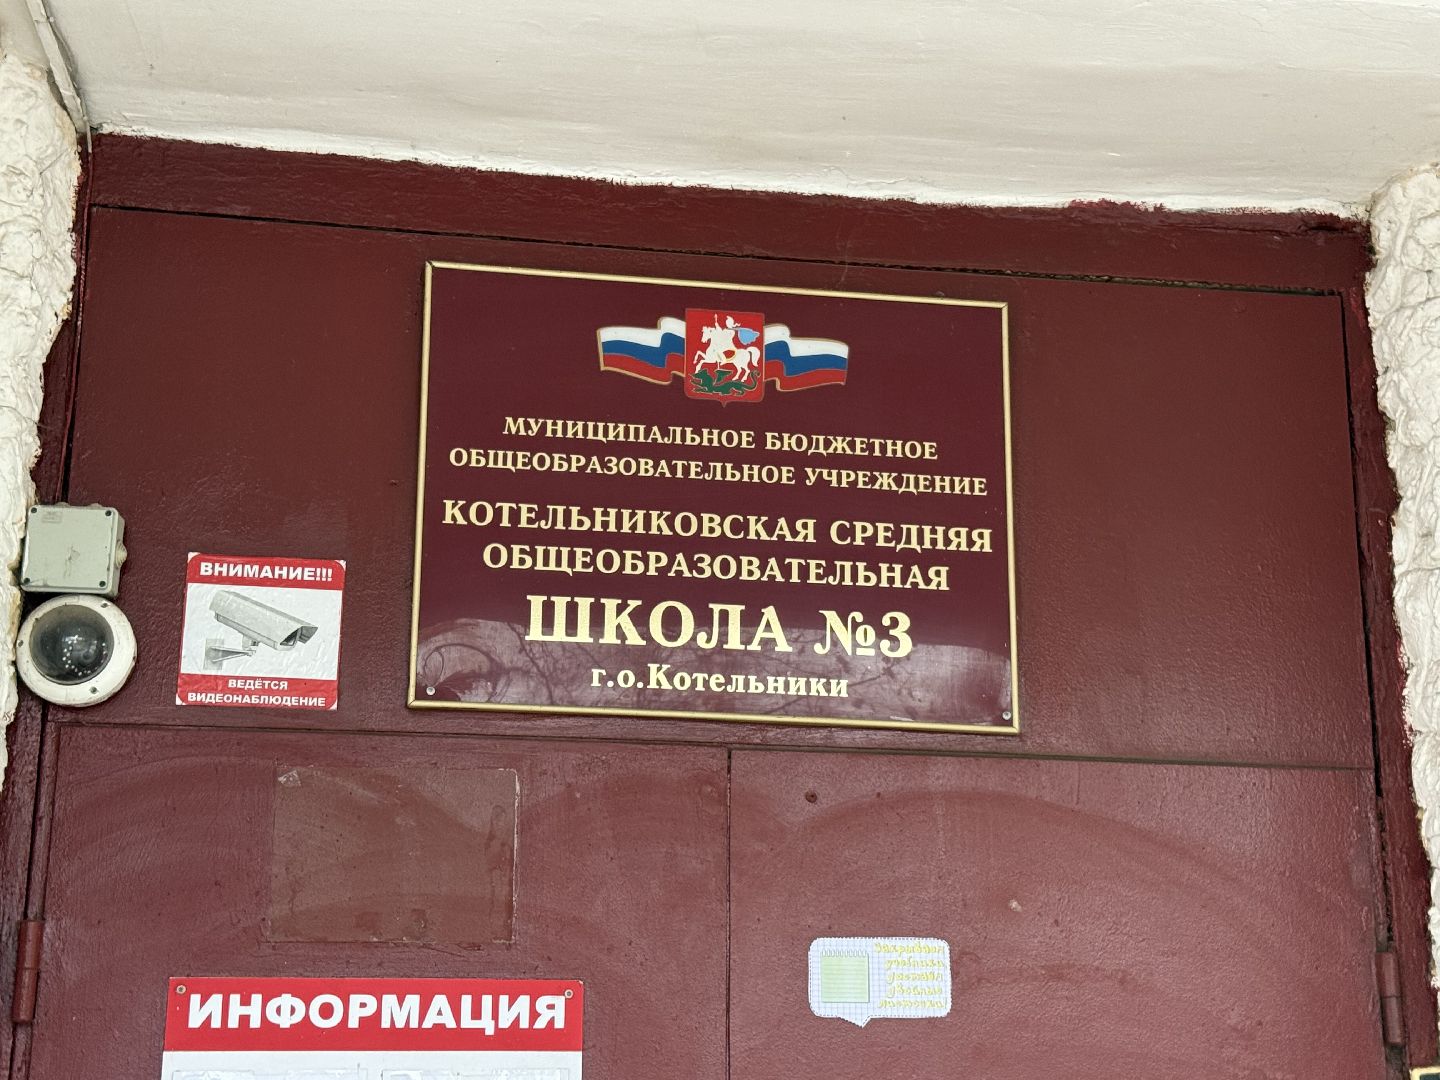 МУНИЦИПАЛЬНОЕ БЮДЖЕТНОЕ
ОБЩЕОБРАЗОВАТЕЛЬНОЕ УЧРЕЖДЕНИЕ
КОТЕЛЬНИКОВСКАЯ СРЕДНЯЯ
ОБЩЕОБРАЗОВАТЕЛЬНАЯ
ШКОЛА №3
г.о.Котельники
ВНИМАНИЕ!!!
ВЕДЁТСЯ
ВИДЕОНАБЛЮДЕНИЕ
ИНФОРМАЦИЯ